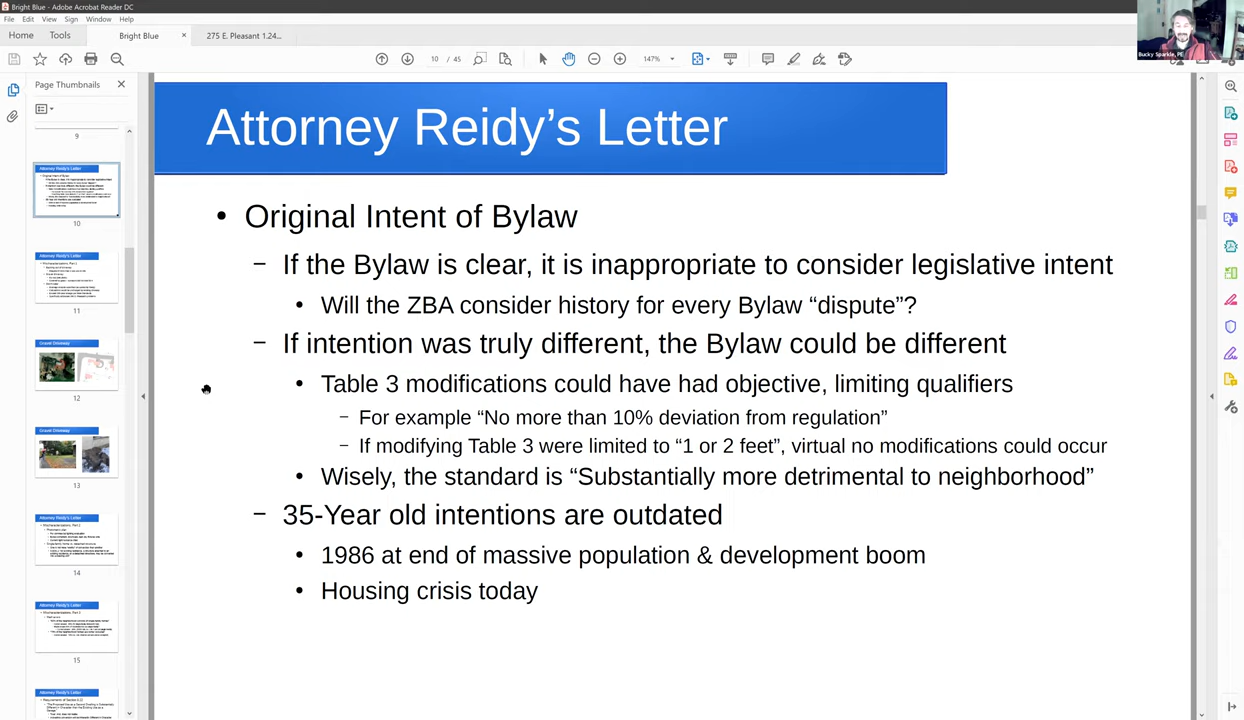 Bright Blue - Adobe Acrobat Reader DC
File Edit View Sign Window Help
Home Tools Bright Blue × 275 E. Pleasant 1.24...
10 / 45 147%
Bucky Sparkle, PE
Page Thumbnails
9
10
11
12
13
14
15
Attorney Reidy's Letter
• Original Intent of Bylaw
– If the Bylaw is clear, it is inappropriate to consider legislative intent
• Will the ZBA consider history for every Bylaw “dispute”?
– If intention was truly different, the Bylaw could be different
• Table 3 modifications could have had objective, limiting qualifiers
– For example “No more than 10% deviation from regulation”
– If modifying Table 3 were limited to “1 or 2 feet”, virtual no modifications could occur
• Wisely, the standard is “Substantially more detrimental to neighborhood”
– 35-Year old intentions are outdated
• 1986 at end of massive population & development boom
• Housing crisis today